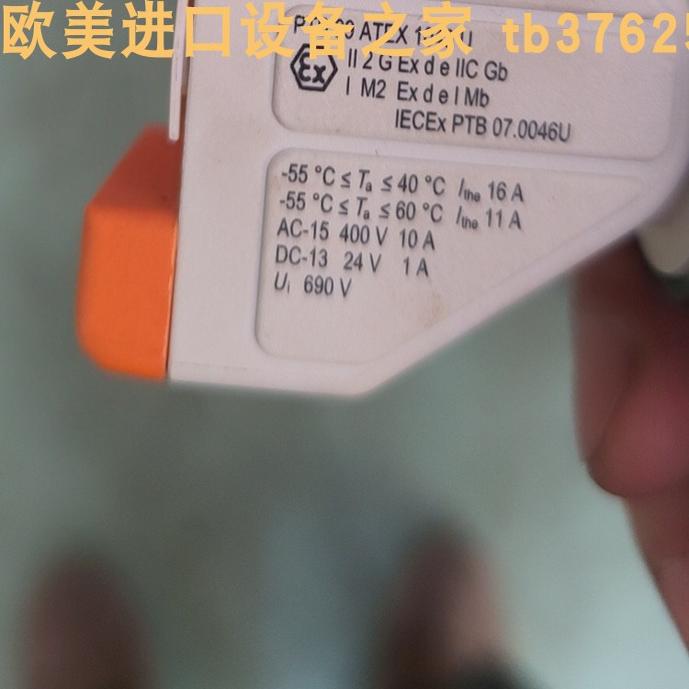 欧美进口设备之家 tb37625
ATEX
Ex
II 2 G Ex d e IIC Gb
I M2 Ex d e I Mb
IECEx PTB 07.0046U
-55 °C ≤ Ta ≤ 40 °C Ithe 16 A
-55 °C ≤ Ta ≤ 60 °C Ithe 11 A
AC-15 400 V 10 A
DC-13 24 V 1 A
Ui 690 V